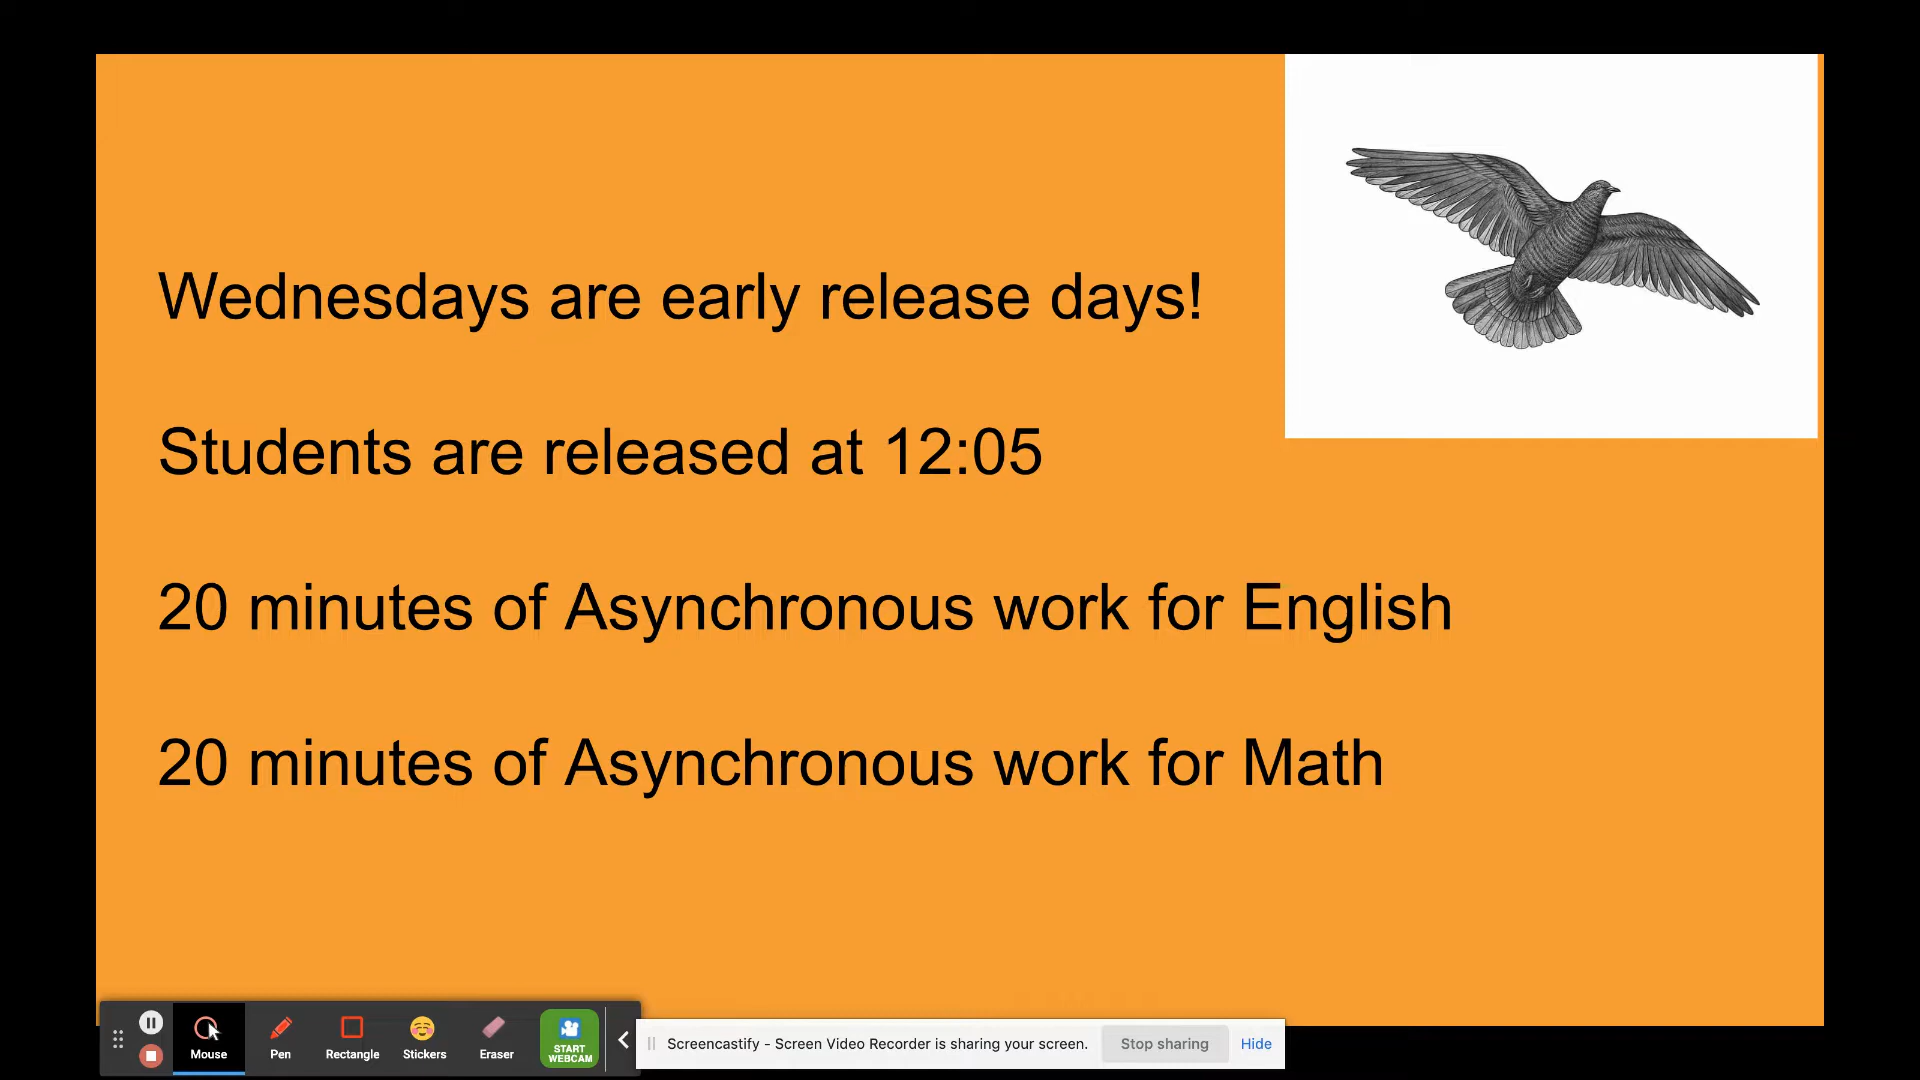 Wednesdays are early release days!
Students are released at 12:05
20 minutes of Asynchronous work for English
20 minutes of Asynchronous work for Math
Mouse
Pen
Rectangle
Stickers
Eraser
START
WEBCAM
Screencastify - Screen Video Recorder is sharing your screen.
Stop sharing
Hide